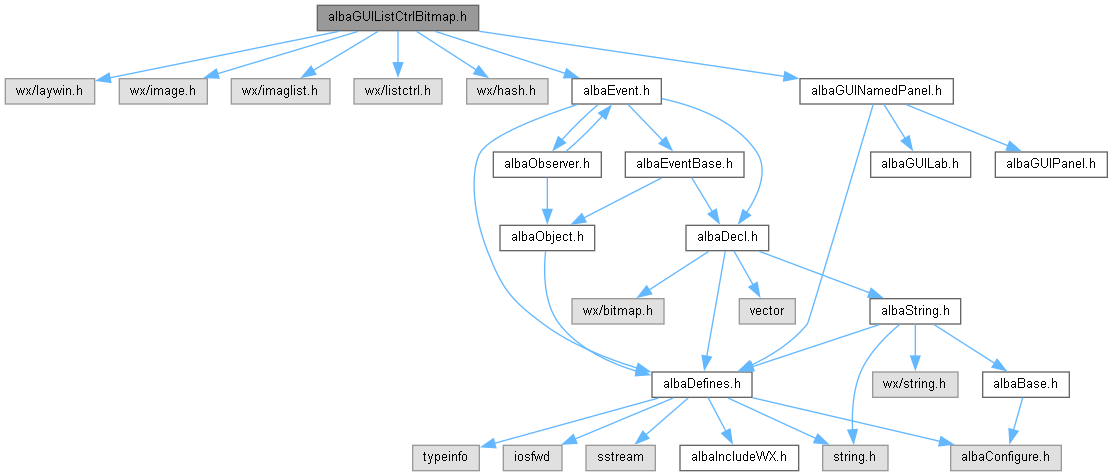 albaGUIListCtrlBitmap.h
wx/laywin.h
wx/image.h
wx/imaglist.h
wx/listctrl.h
wx/hash.h
albaEvent.h
albaGUINamedPanel.h
albaObserver.h
albaEventBase.h
albaGUILab.h
albaGUIPanel.h
albaObject.h
albaDecl.h
wx/bitmap.h
vector
albaString.h
albaDefines.h
wx/string.h
albaBase.h
typeinfo
iosfwd
sstream
albaIncludeWX.h
string.h
albaConfigure.h